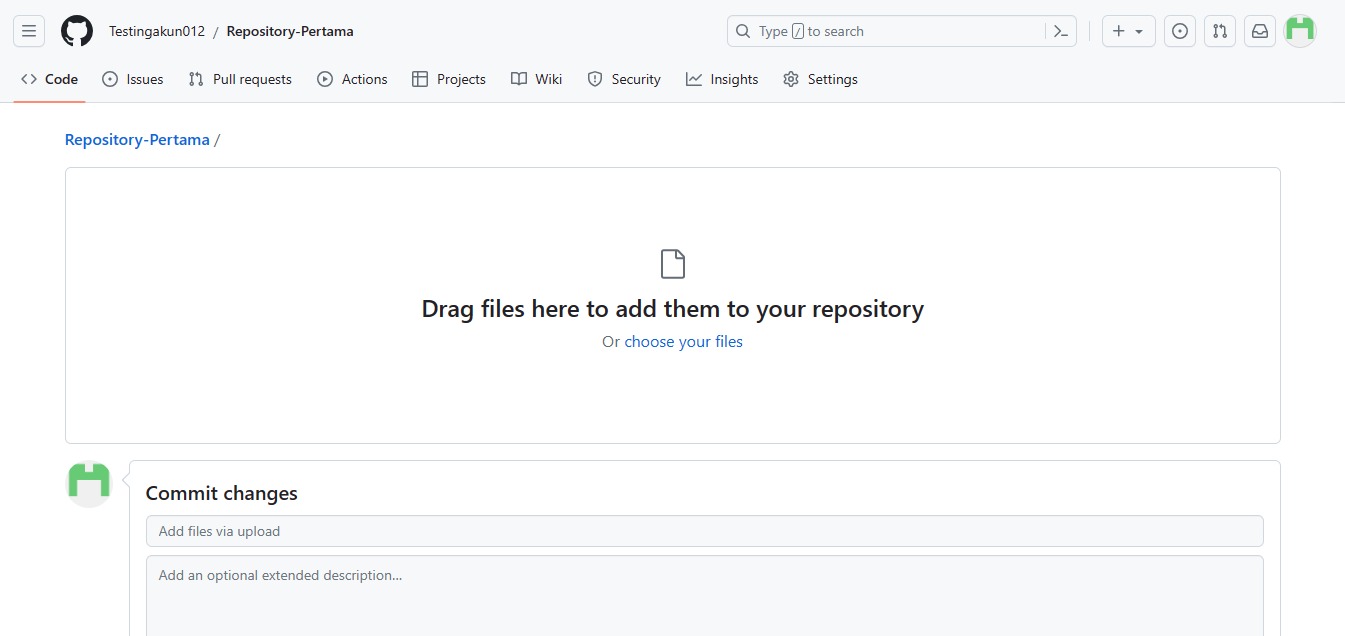 Testingakun012 / Repository-Pertama
Type / to search
Code Issues Pull requests Actions Projects Wiki Security Insights Settings
Repository-Pertama /
Drag files here to add them to your repository
Or choose your files
Commit changes
Add files via upload
Add an optional extended description...